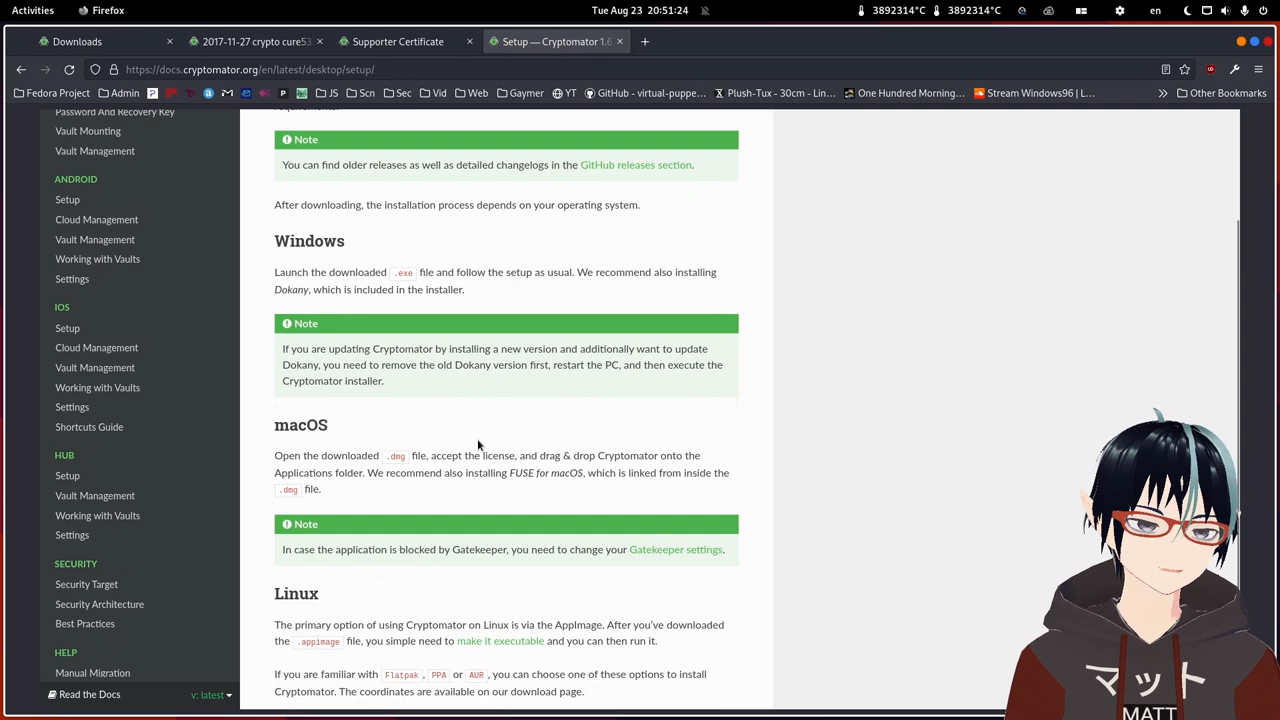 Activities
Firefox
Tue Aug 23 20:51:24
3892314°C
3892314°C
en
Downloads
2017-11-27 crypto cure53
Supporter Certificate
Setup — Cryptomator 1.6
https://docs.cryptomator.org/en/latest/desktop/setup/
Fedora Project
Admin
JS
Scn
Sec
Vid
Web
Gaymer
YT
GitHub - virtual-puppe…
Plush-Tux - 30cm - Lin…
One Hundred Morning…
Stream Windows96 | L…
Other Bookmarks
Password And Recovery Key
Vault Mounting
Vault Management
ANDROID
Setup
Cloud Management
Vault Management
Working with Vaults
Settings
IOS
Setup
Cloud Management
Vault Management
Working with Vaults
Settings
Shortcuts Guide
HUB
Setup
Vault Management
Working with Vaults
Settings
SECURITY
Security Target
Security Architecture
Best Practices
HELP
Manual Migration
Read the Docs
v: latest
requirements.
Note
You can find older releases as well as detailed changelogs in the GitHub releases section.
After downloading, the installation process depends on your operating system.
Windows
Launch the downloaded .exe file and follow the setup as usual. We recommend also installing
Dokany, which is included in the installer.
Note
If you are updating Cryptomator by installing a new version and additionally want to update
Dokany, you need to remove the old Dokany version first, restart the PC, and then execute the
Cryptomator installer.
macOS
Open the downloaded .dmg file, accept the license, and drag & drop Cryptomator onto the
Applications folder. We recommend also installing FUSE for macOS, which is linked from inside the
.dmg file.
Note
In case the application is blocked by Gatekeeper, you need to change your Gatekeeper settings.
Linux
The primary option of using Cryptomator on Linux is via the AppImage. After you've downloaded
the .appimage file, you simple need to make it executable and you can then run it.
If you are familiar with Flatpak, PPA or AUR, you can choose one of these options to install
Cryptomator. The coordinates are available on our download page.
マット
MATT